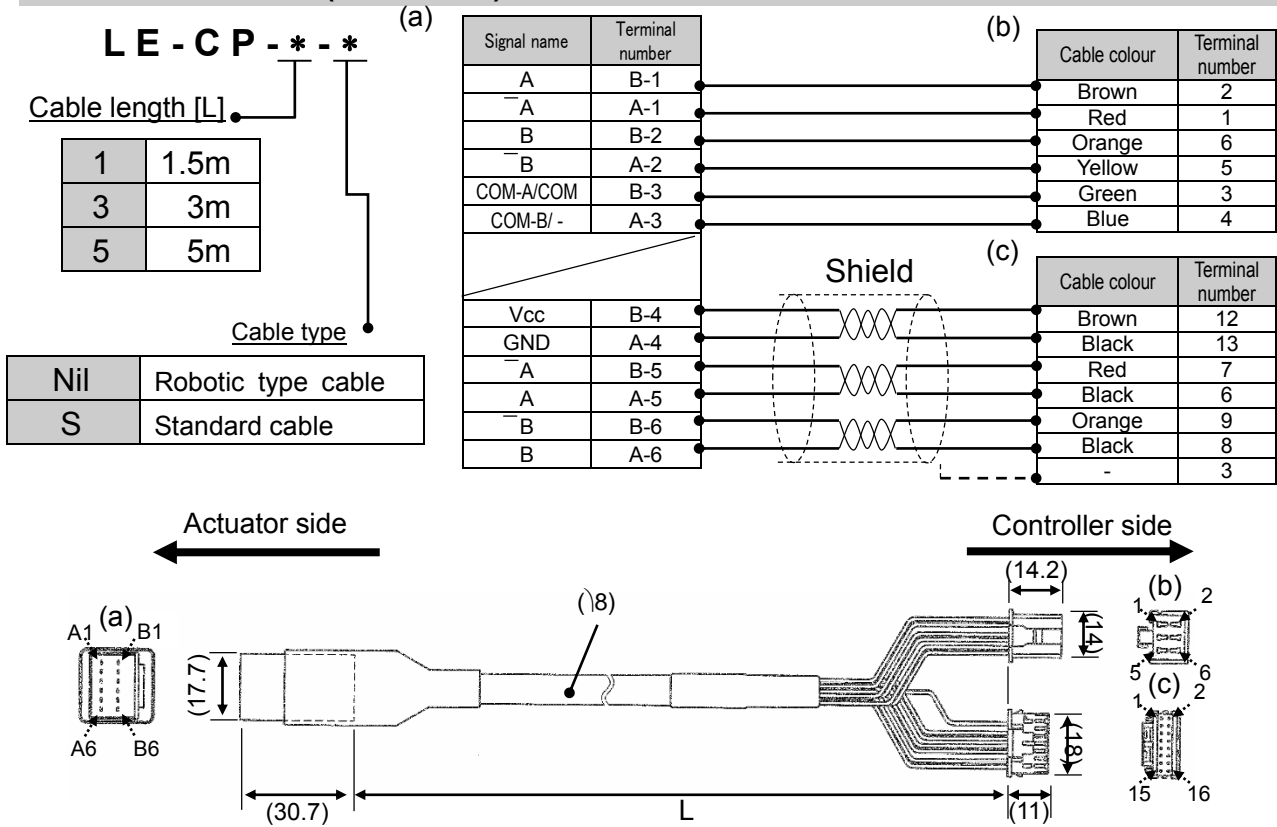 LE-CP-*-*
Cable length [L]
1 1.5m
3 3m
5 5m
Cable type
Nil Robotic type cable
S Standard cable
(a)
Signal name Terminal number
A B-1
‾A A-1
B B-2
‾B A-2
COM-A/COM B-3
COM-B/ - A-3
Vcc B-4
GND A-4
‾A B-5
A A-5
‾B B-6
B A-6
Shield
(b)
Cable colour Terminal number
Brown 2
Red 1
Orange 6
Yellow 5
Green 3
Blue 4
(c)
Cable colour Terminal number
Brown 12
Black 13
Red 7
Black 6
Orange 9
Black 8
- 3
Actuator side
Controller side
(a)
A1 B1
A6 B6
(17.7)
(30.7)
( \8)
L
(14.2)
(14)
(18)
(11)
(b)
1 2
5 6
(c)
1 2
15 16